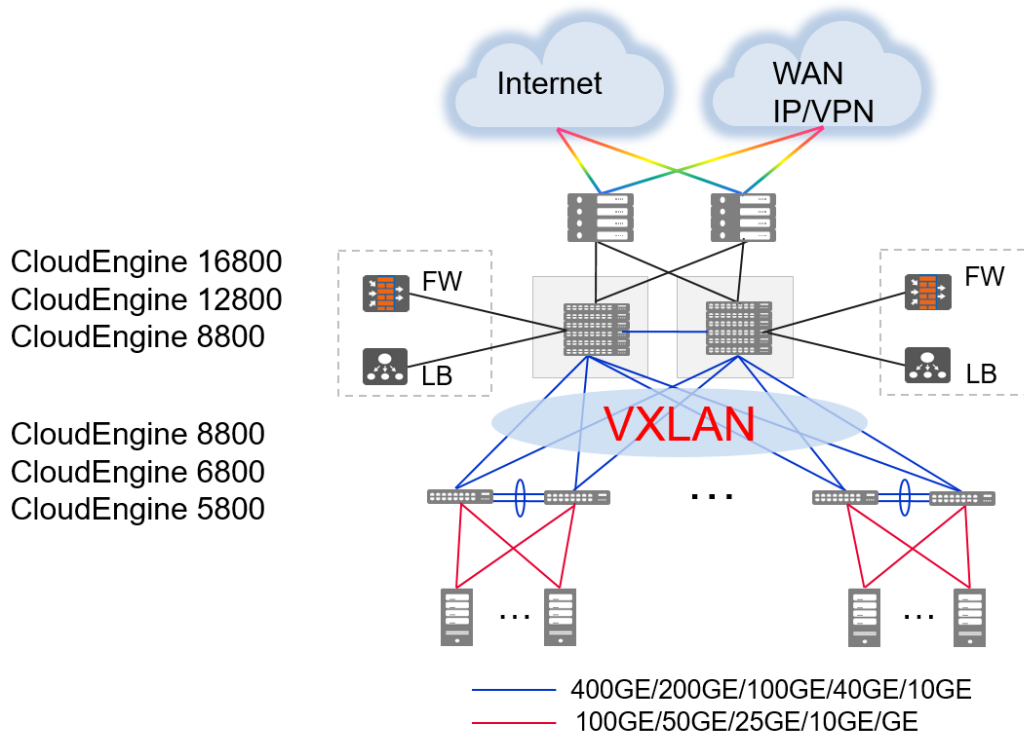 Internet
WAN
IP/VPN
CloudEngine 16800
CloudEngine 12800
CloudEngine 8800
FW
LB
FW
LB
VXLAN
CloudEngine 8800
CloudEngine 6800
CloudEngine 5800
...
... ...
400GE/200GE/100GE/40GE/10GE
100GE/50GE/25GE/10GE/GE